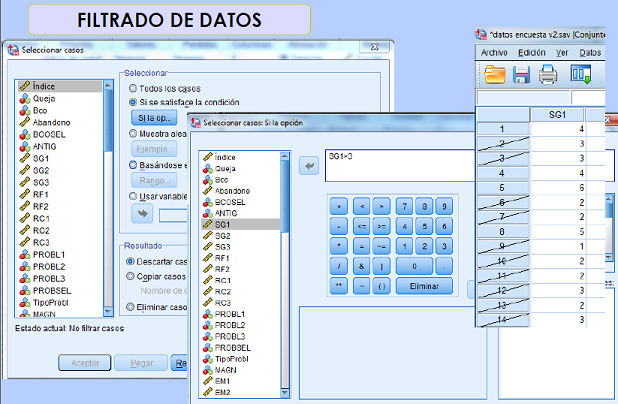 FILTRADO DE DATOS
Seleccionar casos
Índice
Queja
Bco
Abandono
BCOSEL
ANTIG
SG1
SG2
SG3
RF1
RF2
RC1
RC2
RC3
PROBL1
PROBL2
PROBL3
PROBSEL
TipoProbl
MAGN
Seleccionar
Todos los casos
Si se satisface la condición
Si la op...
Muestra alea
Ejemplo...
Basándose e
Rango...
Usar variable
Resultado
Descartar cas
Copiar casos
Nombre de c
Eliminar caso
Estado actual: No filtrar casos
Aceptar
Pegar
Re
Seleccionar casos: Si la opción
Índice
Queja
Bco
Abandono
BCOSEL
ANTIG
SG1
SG2
SG3
RF1
RF2
RC1
RC2
RC3
PROBL1
PROBL2
PROBL3
PROBSEL
TipoProbl
MAGN
EM1
EM2
+ < > 7 8 9
- <= >= 4 5 6
* = ~= 1 2 3
/ & | 0 .
** ~ ( ) Eliminar
*datos encuesta v2.sav [Conjunte
Archivo Edición Ver Datos
SG1
1 4
2 3
3 3
4 4
5 6
6 2
7 2
8 5
9 1
10 2
11 2
12 3
13 2
14 3